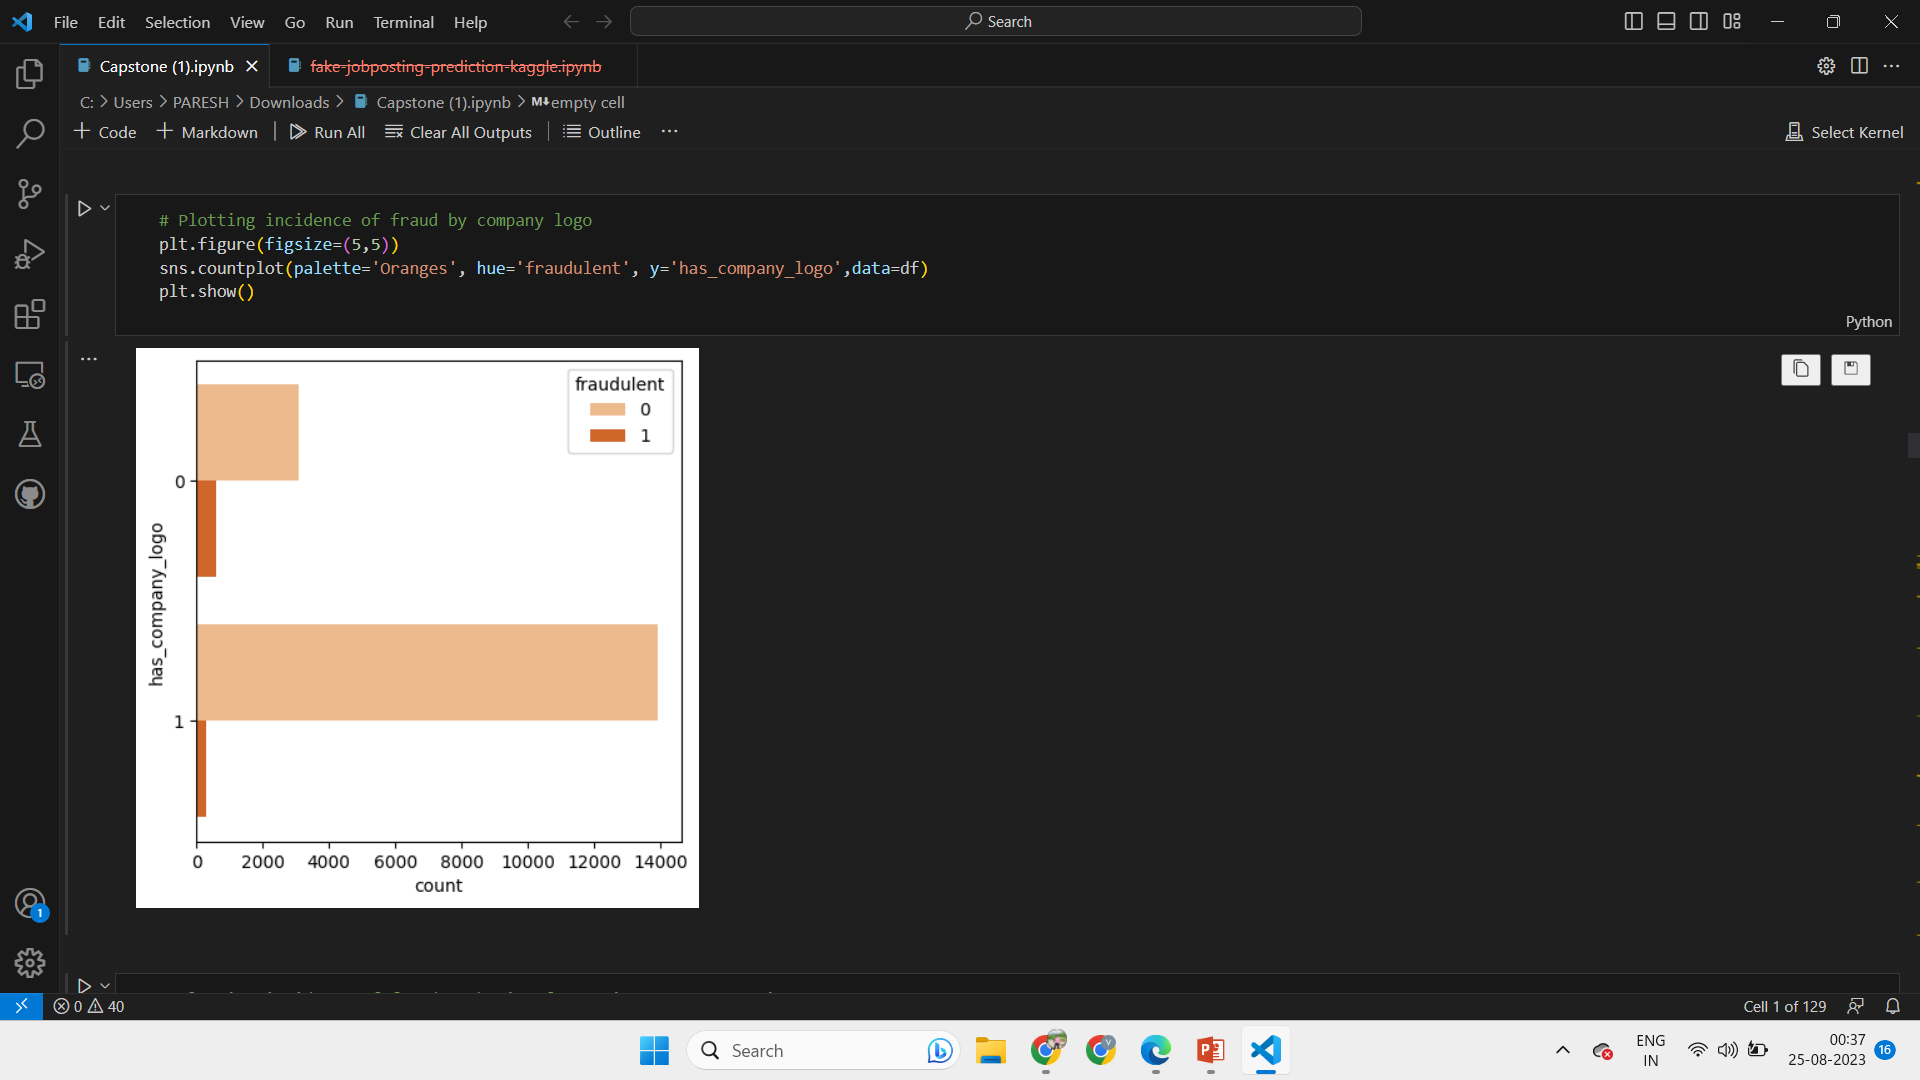 File Edit Selection View Go Run Terminal Help
Search
Capstone (1).ipynb
fake-jobposting-prediction-kaggle.ipynb
C: > Users > PARESH > Downloads > Capstone (1).ipynb > M↓empty cell
+ Code + Markdown | Run All Clear All Outputs | Outline ...
Select Kernel
# Plotting incidence of fraud by company logo
plt.figure(figsize=(5,5))
sns.countplot(palette='Oranges', hue='fraudulent', y='has_company_logo',data=df)
plt.show()
Python
fraudulent
0
1
has_company_logo
0
1
0 2000 4000 6000 8000 10000 12000 14000
count
1
0 40
Cell 1 of 129
Search
ENG
IN
00:37
25-08-2023
16